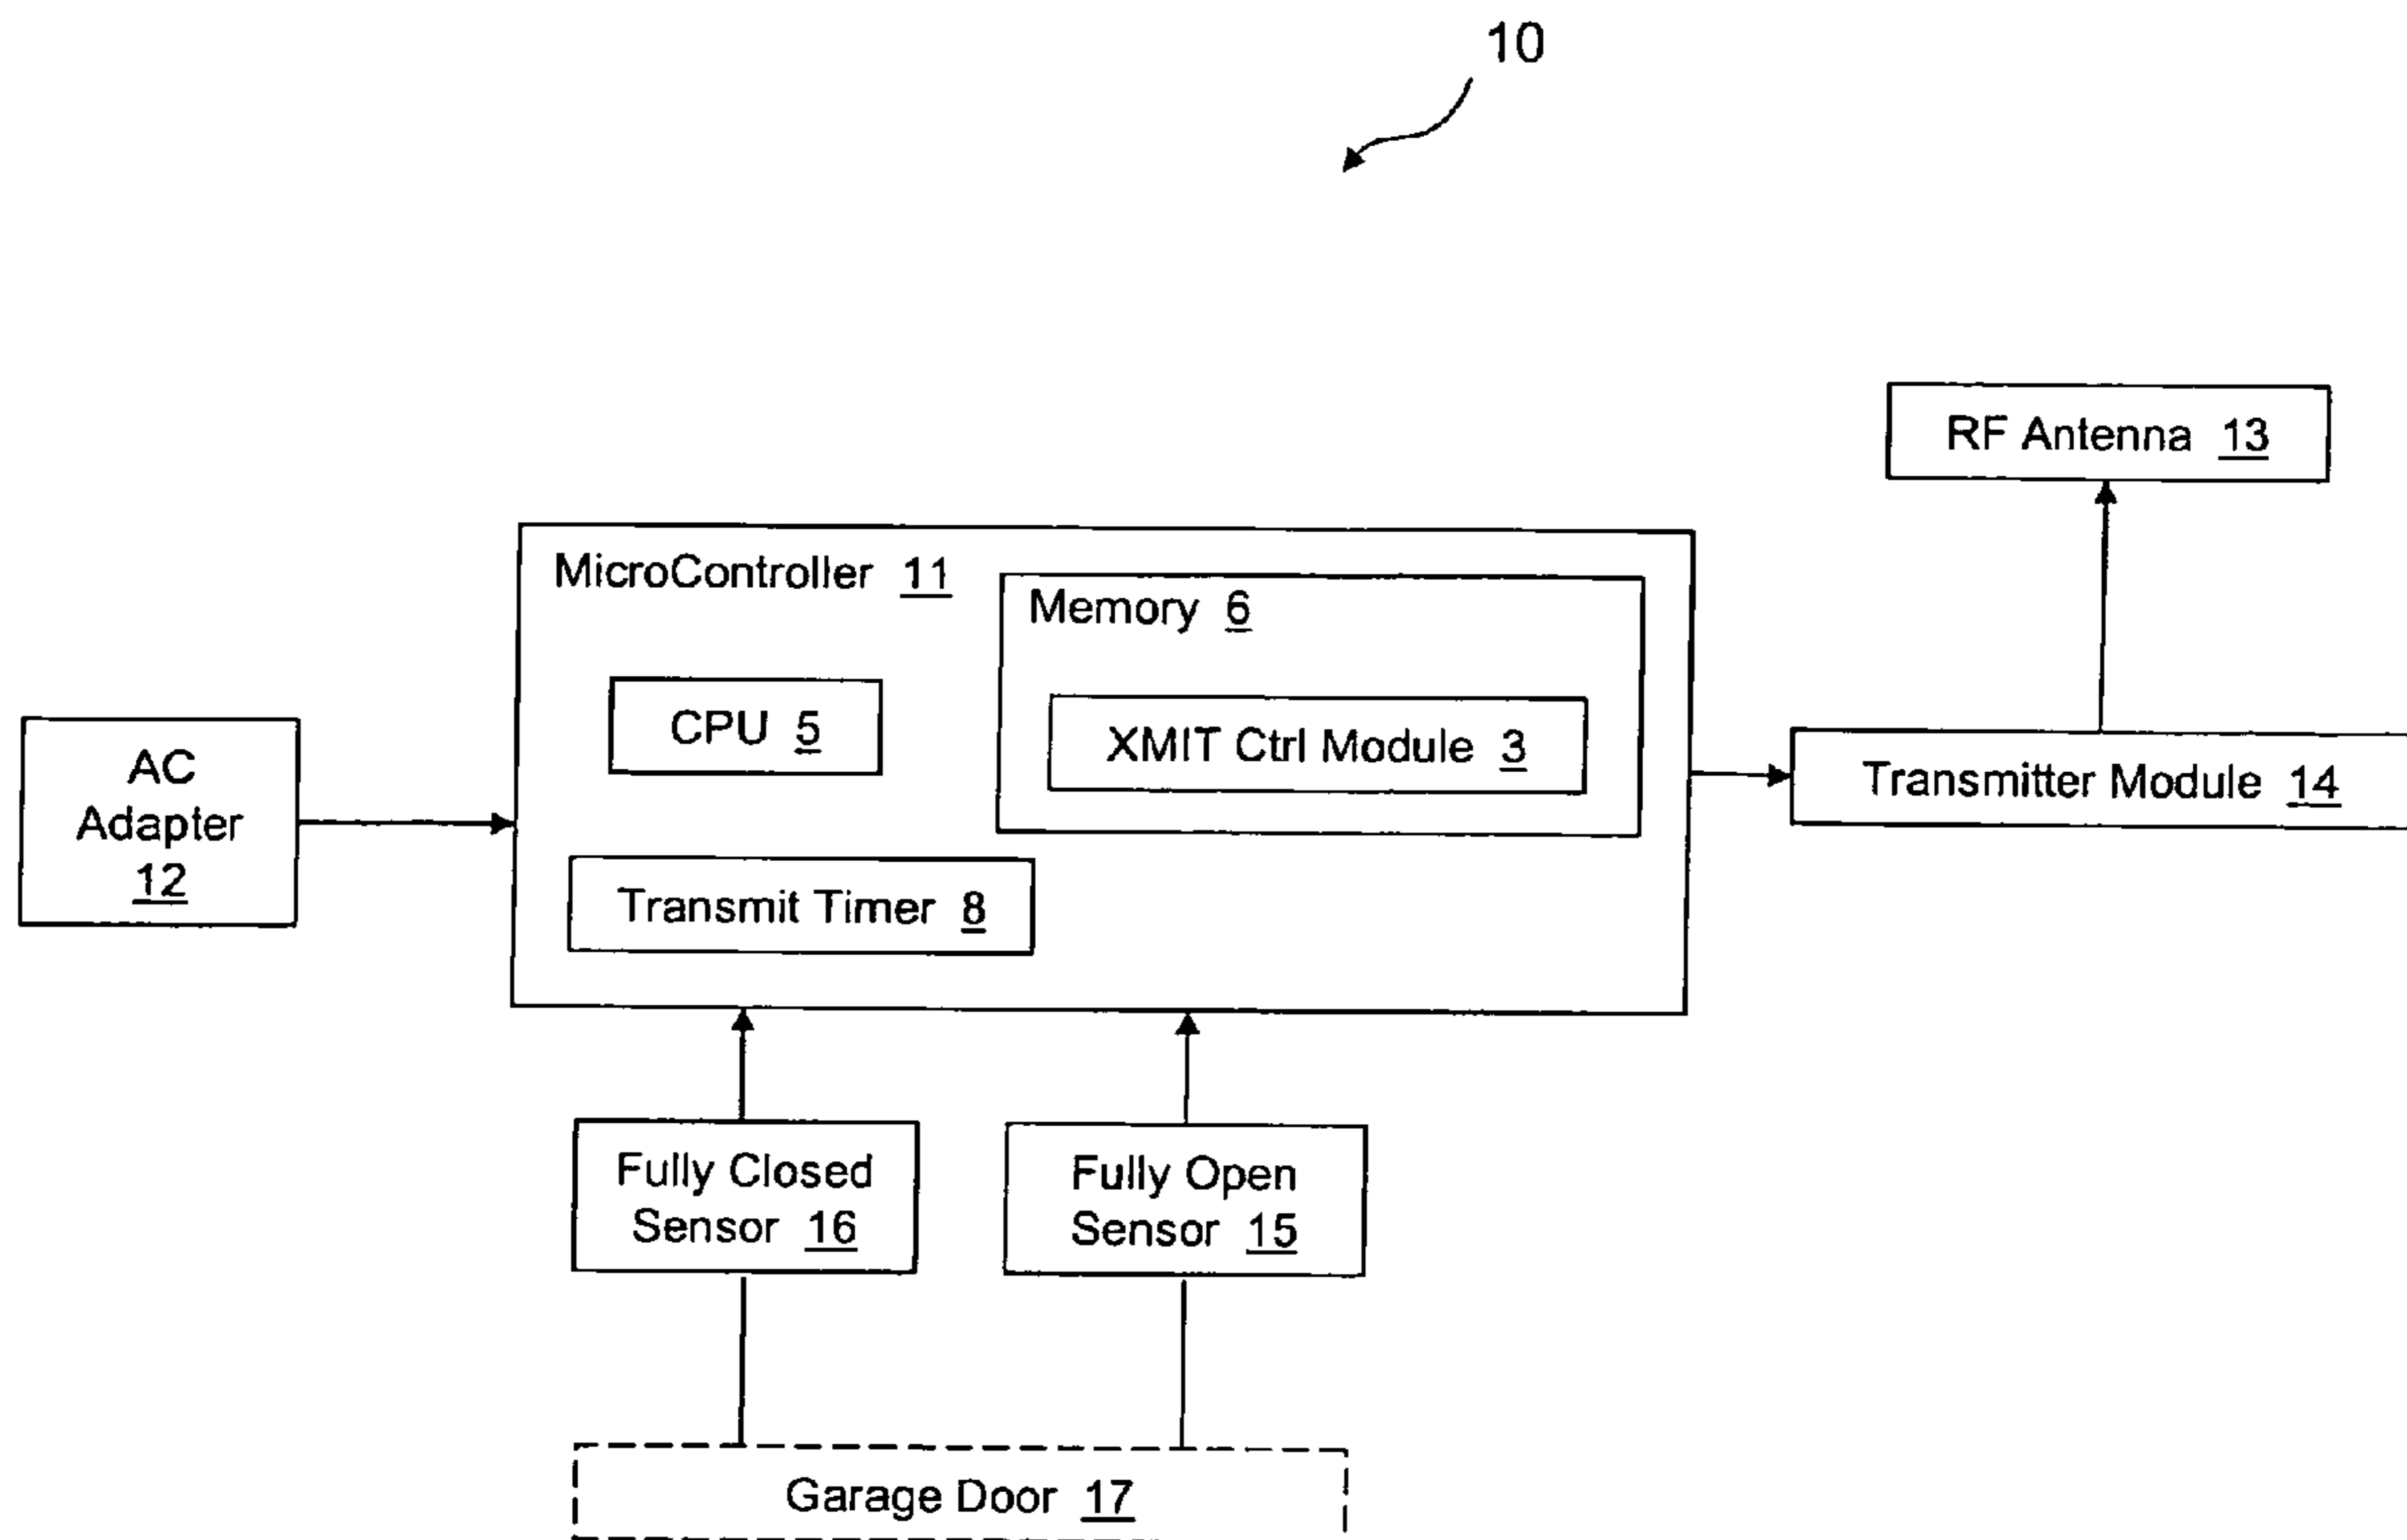 10
RF Antenna 13
MicroController 11
Memory 6
CPU 5
XMIT Ctrl Module 3
AC
Adapter
12
Transmitter Module 14
Transmit Timer 8
Fully Closed
Sensor 16
Fully Open
Sensor 15
Garage Door 17